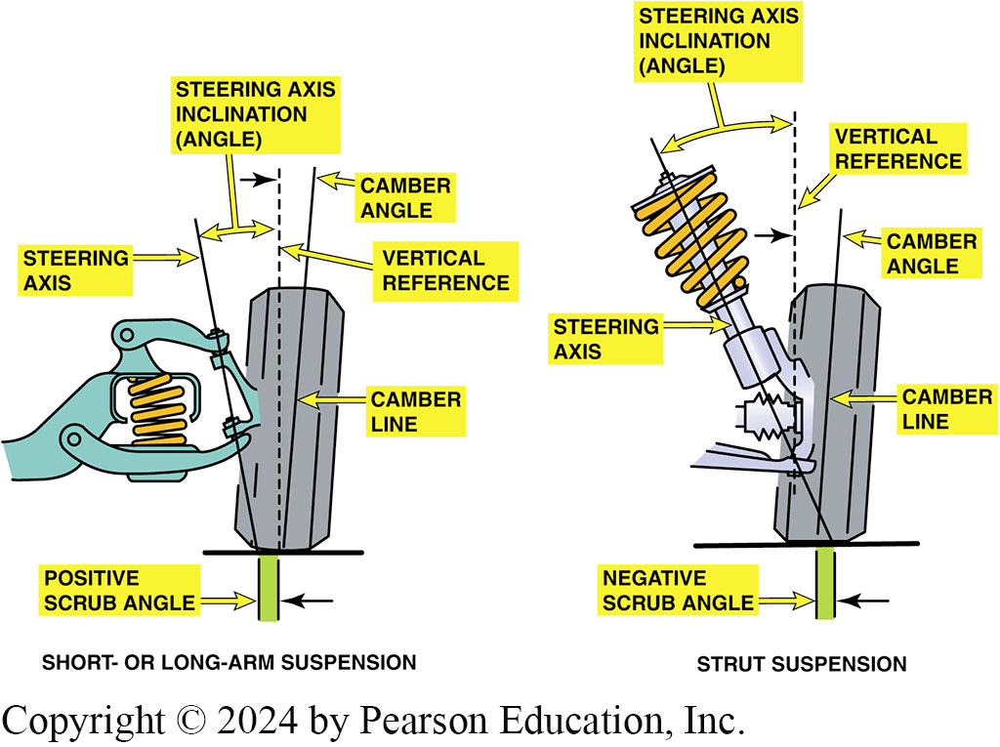 STEERING AXIS
INCLINATION
(ANGLE)
CAMBER
ANGLE
STEERING
AXIS
VERTICAL
REFERENCE
CAMBER
LINE
POSITIVE
SCRUB ANGLE
SHORT- OR LONG-ARM SUSPENSION
STEERING AXIS
INCLINATION
(ANGLE)
VERTICAL
REFERENCE
CAMBER
ANGLE
STEERING
AXIS
CAMBER
LINE
NEGATIVE
SCRUB ANGLE
STRUT SUSPENSION
Copyright © 2024 by Pearson Education, Inc.